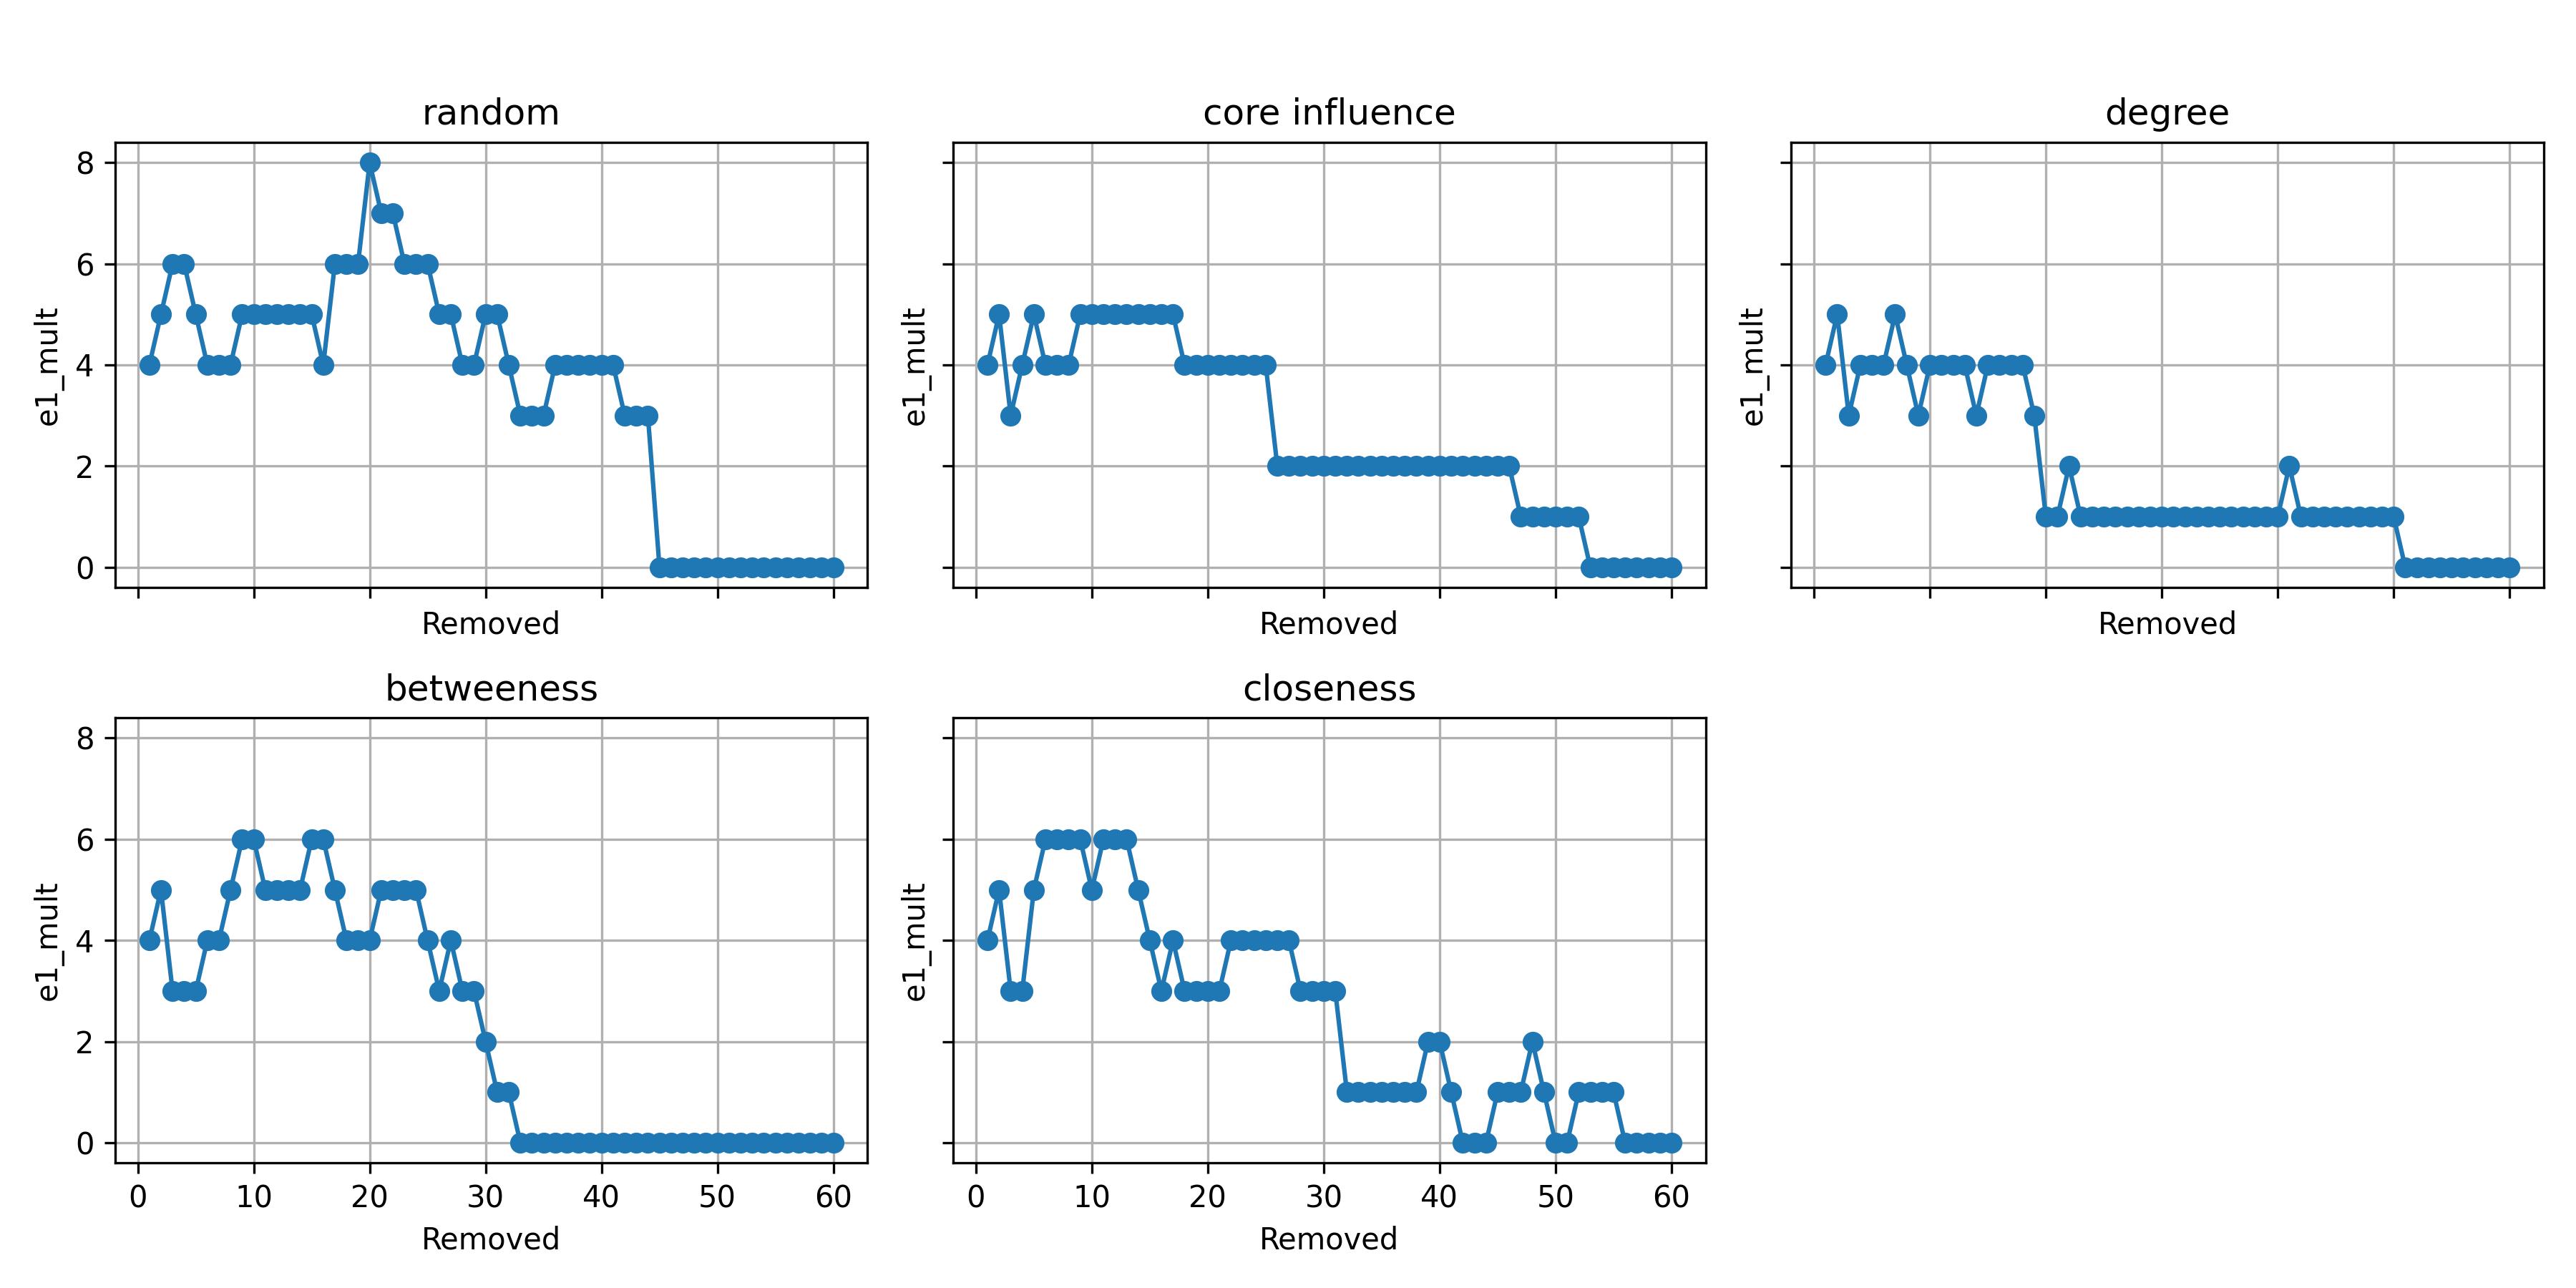 random
core influence
degree
8
6
4
2
0
e1_mult
e1_mult
e1_mult
Removed
Removed
Removed
betweeness
closeness
8
6
4
2
0
e1_mult
e1_mult
0 10 20 30 40 50 60
0 10 20 30 40 50 60
Removed
Removed